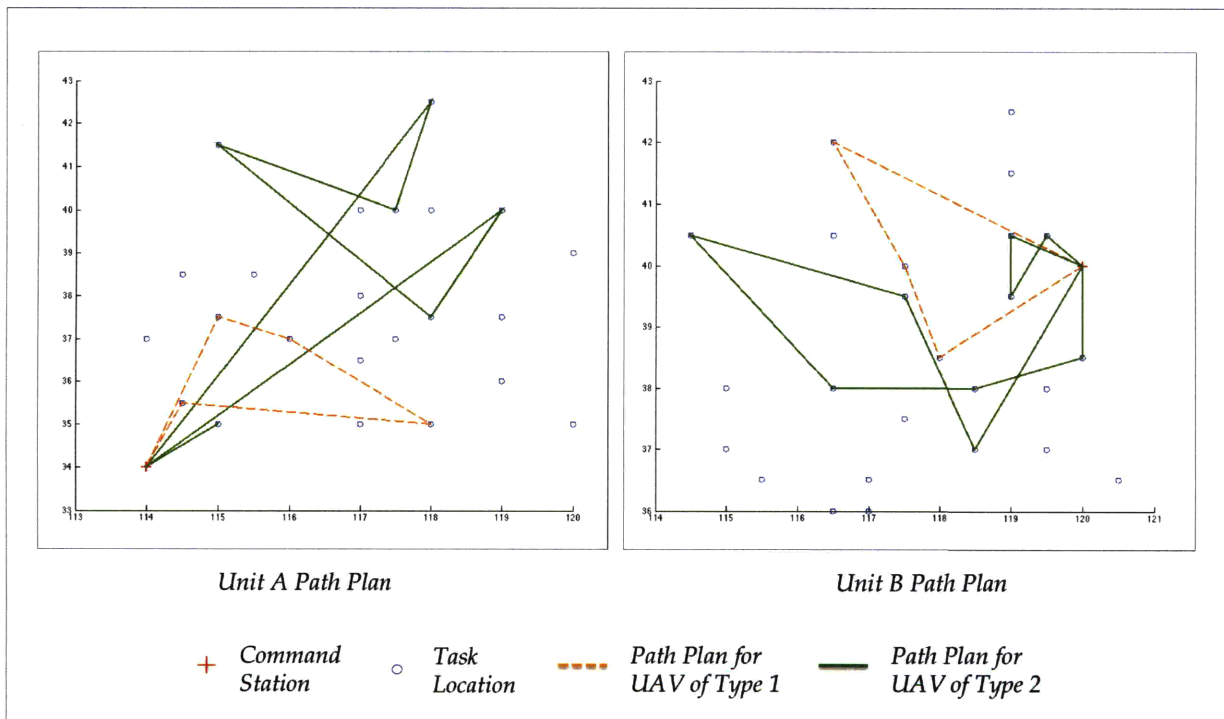 43
42
41
40
39
38
37
36
35
34
33
113 114 115 116 117 118 119 120
43
42
41
40
39
38
37
36
114 115 116 117 118 119 120 121
Unit A Path Plan
Unit B Path Plan
Command
Station
Task
Location
Path Plan for
UAV of Type 1
Path Plan for
UAV of Type 2